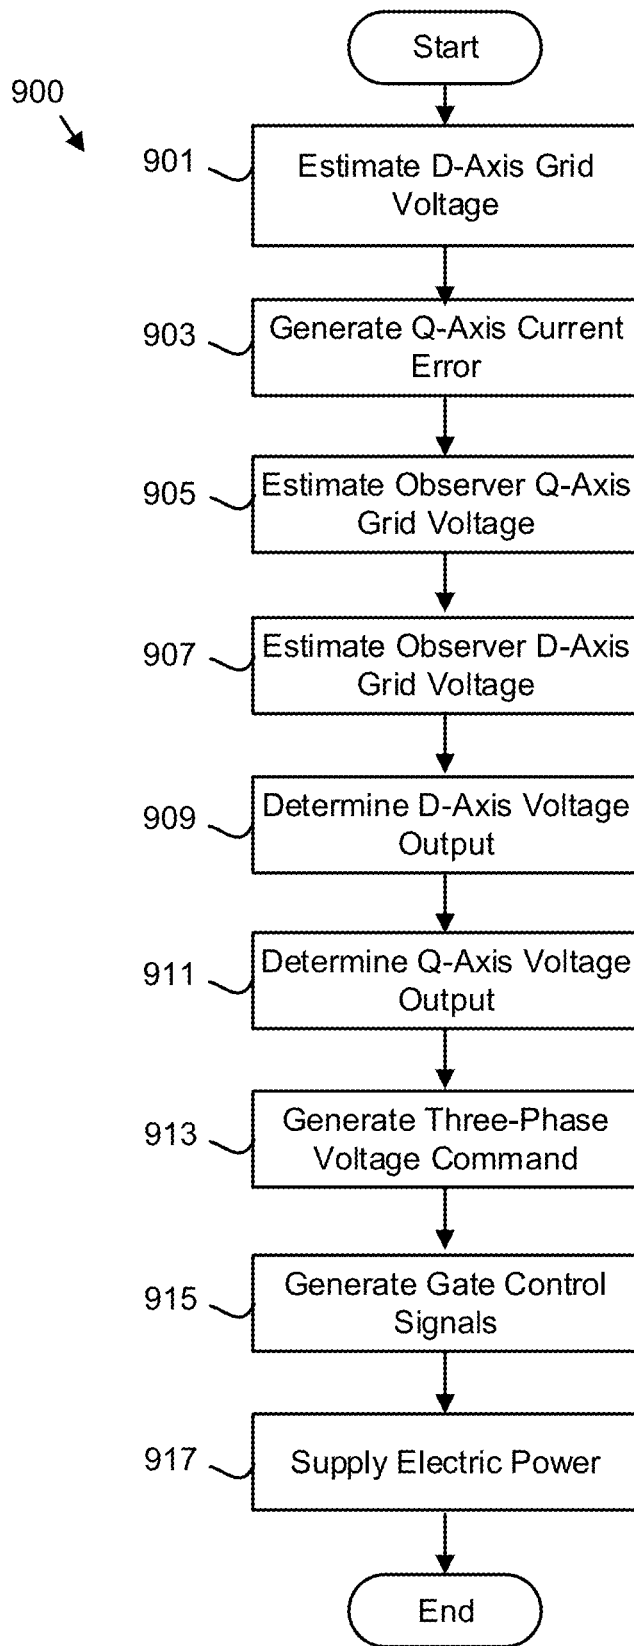 Start
900
901
Estimate D-Axis Grid
Voltage
903
Generate Q-Axis Current
Error
905
Estimate Observer Q-Axis
Grid Voltage
907
Estimate Observer D-Axis
Grid Voltage
909
Determine D-Axis Voltage
Output
911
Determine Q-Axis Voltage
Output
913
Generate Three-Phase
Voltage Command
915
Generate Gate Control
Signals
917
Supply Electric Power
End